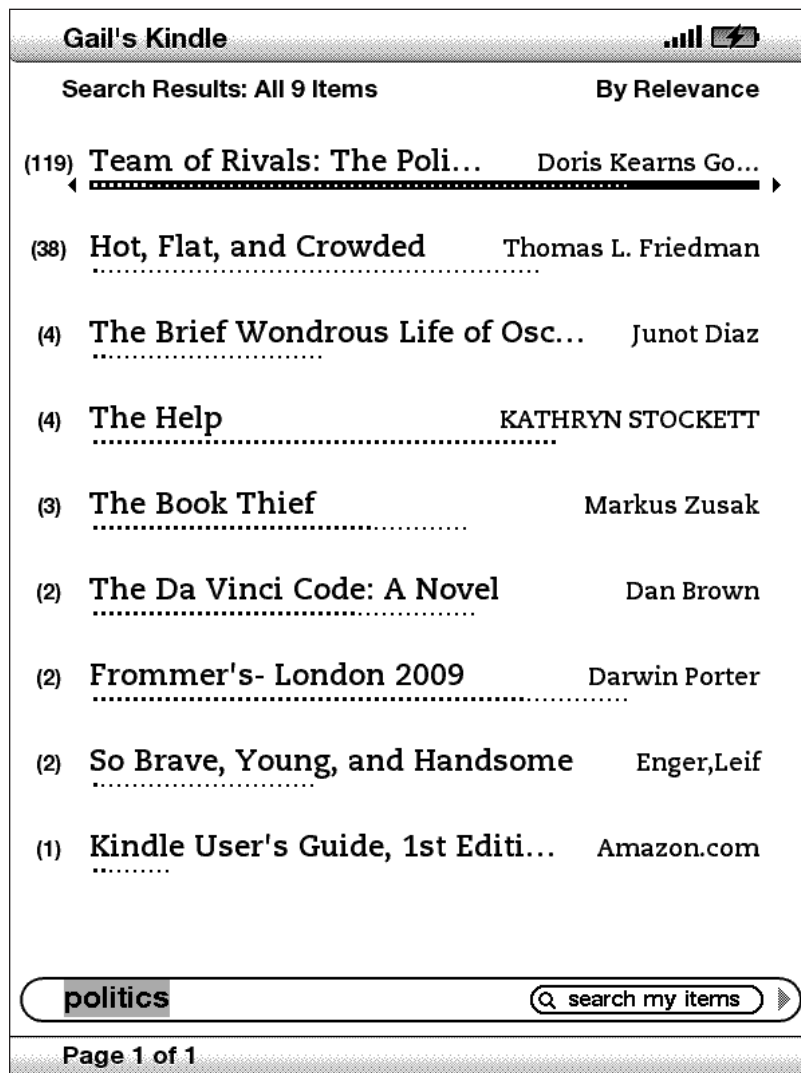 Gail's Kindle
Search Results: All 9 Items By Relevance
(119) Team of Rivals: The Poli... Doris Kearns Go...
(38) Hot, Flat, and Crowded Thomas L. Friedman
(4) The Brief Wondrous Life of Osc... Junot Diaz
(4) The Help KATHRYN STOCKETT
(3) The Book Thief Markus Zusak
(2) The Da Vinci Code: A Novel Dan Brown
(2) Frommer's- London 2009 Darwin Porter
(2) So Brave, Young, and Handsome Enger,Leif
(1) Kindle User's Guide, 1st Editi... Amazon.com
politics search my items
Page 1 of 1